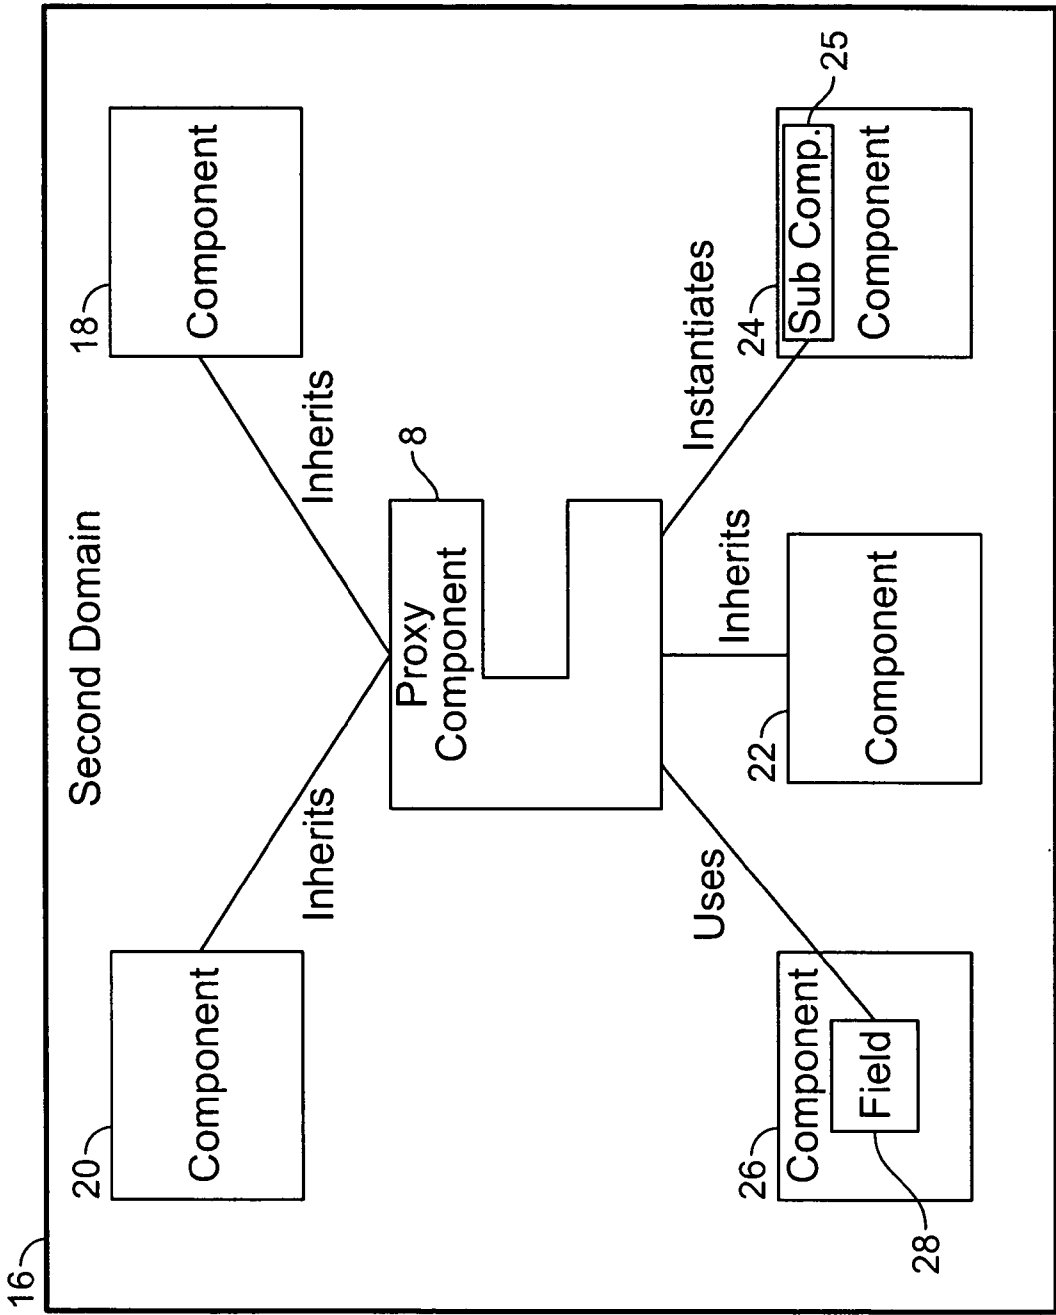 16
Second Domain
20
Component
18
Component
Inherits
Inherits
Proxy
Component
8
Uses
Inherits
Instantiates
26
Component
Field
28
22
Component
24
Sub Comp.
25
Component